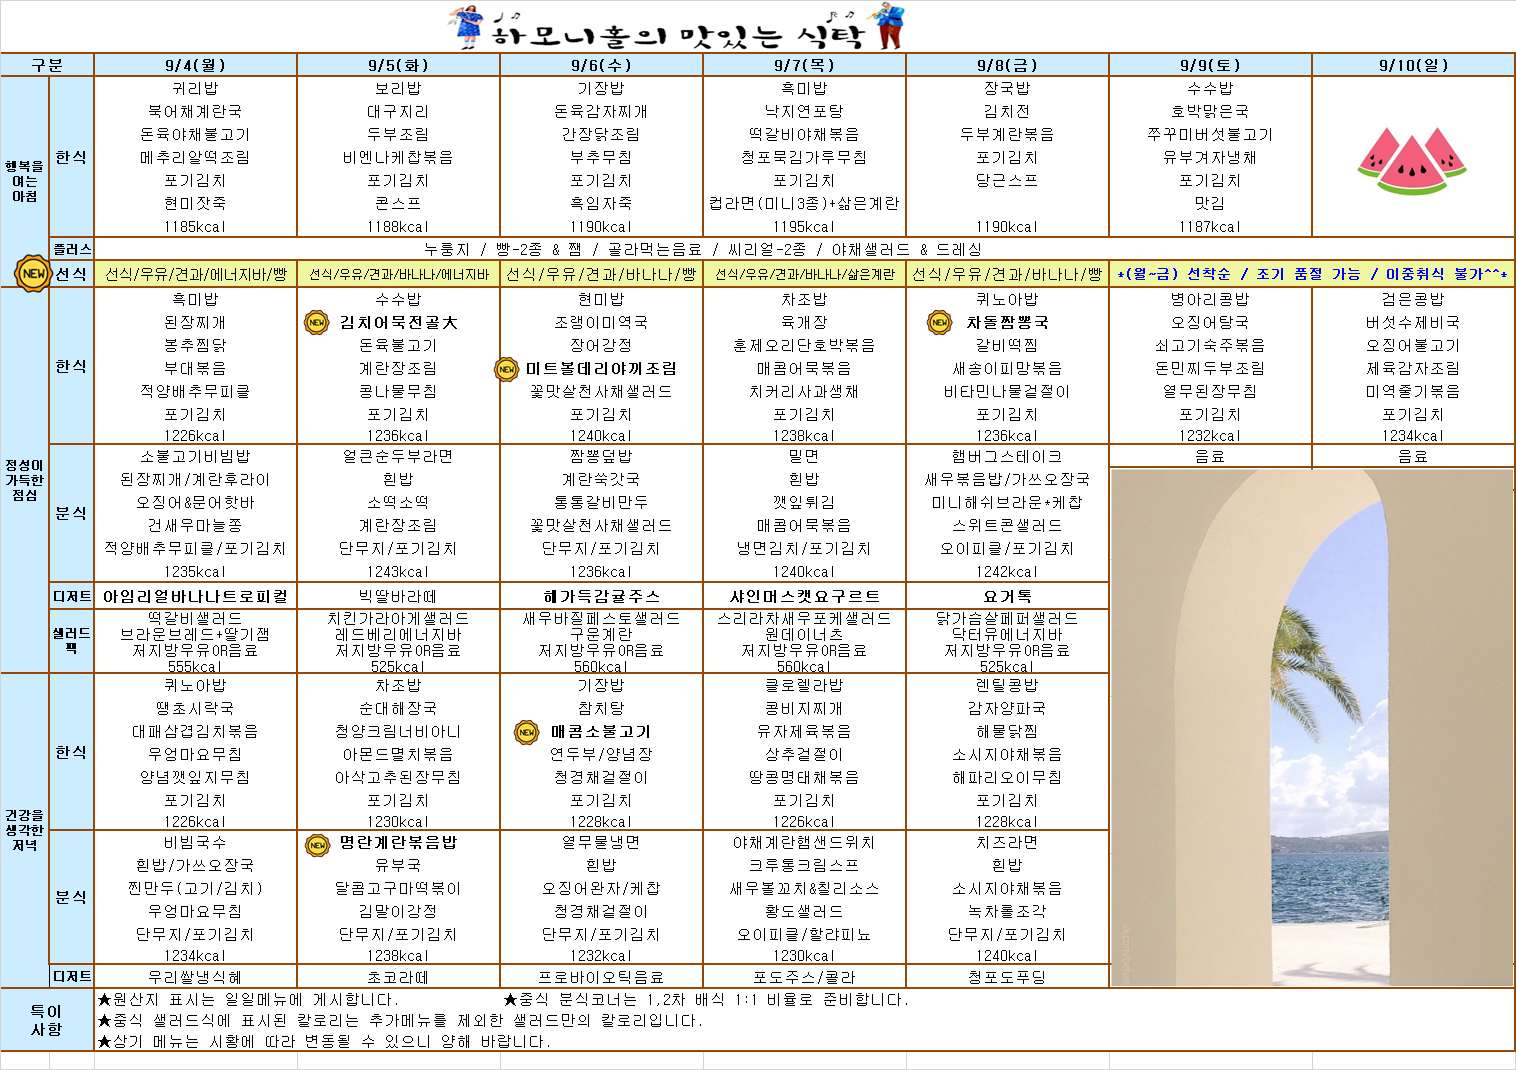 하모니홀의 맛있는 식탁
구분 9/4(월) 9/5(화) 9/6(수) 9/7(목) 9/8(금) 9/9(토) 9/10(일)
행복을
여는
아침
한식
귀리밥 보리밥 기장밥 흑미밥 장국밥 수수밥
북어채계란국 대구지리 돈육감자찌개 낙지연포탕 김치전 호박맑은국
돈육야채불고기 두부조림 간장닭조림 떡갈비야채볶음 두부계란볶음 쭈꾸미버섯불고기
메추리알떡조림 비엔나케찹볶음 부추무침 청포묵김가루무침 포기김치 유부겨자냉채
포기김치 포기김치 포기김치 포기김치 당근스프 포기김치
현미잣죽 콘스프 흑임자죽 컵라면(미니3종)+삶은계란 맛김
1185kcal 1188kcal 1190kcal 1195kcal 1190kcal 1187kcal
플러스 누룽지 / 빵-2종 & 잼 / 골라먹는음료 / 씨리얼-2종 / 야채샐러드 & 드레싱
NEW 선식 선식/우유/견과/에너지바/빵 선식/우유/견과/바나나/에너지바 선식/우유/견과/바나나/빵 선식/우유/견과/바나나/삶은계란 선식/우유/견과/바나나/빵 *(월~금) 선착순 / 조기 품절 가능 / 이중취식 불가^^*
정성이
가득한
점심
한식
흑미밥 수수밥 현미밥 차조밥 퀴노아밥 병아리콩밥 검은콩밥
된장찌개 NEW 김치어묵전골大 조랭이미역국 육개장 NEW 차돌짬뽕국 오징어탕국 버섯수제비국
봉추찜닭 돈육불고기 장어강정 훈제오리단호박볶음 갈비떡찜 쇠고기숙주볶음 오징어불고기
부대볶음 계란장조림 NEW 미트볼데리야끼조림 매콤어묵볶음 새송이피망볶음 돈민찌두부조림 제육감자조림
적양배추무피클 콩나물무침 꽃맛살천사채샐러드 치커리사과생채 비타민나물겉절이 열무된장무침 미역줄기볶음
포기김치 포기김치 포기김치 포기김치 포기김치 포기김치 포기김치
1226kcal 1236kcal 1240kcal 1238kcal 1236kcal 1232kcal 1234kcal
분식
소불고기비빔밥 얼큰순두부라면 짬뽕덮밥 밀면 햄버그스테이크 음료 음료
된장찌개/계란후라이 흰밥 계란쑥갓국 흰밥 새우볶음밥/가쓰오장국
오징어&문어핫바 소떡소떡 통통갈비만두 깻잎튀김 미니해쉬브라운*케찹
건새우마늘쫑 계란장조림 꽃맛살천사채샐러드 매콤어묵볶음 스위트콘샐러드
적양배추무피클/포기김치 단무지/포기김치 단무지/포기김치 냉면김치/포기김치 오이피클/포기김치
1235kcal 1243kcal 1236kcal 1240kcal 1242kcal
디저트 아임리얼바나나트로피컬 빅딸바라떼 헤가득감귤주스 샤인머스캣요구르트 요거톡
샐러드
팩
떡갈비샐러드 치킨가라아게샐러드 새우바질페스토샐러드 스리라차새우포케샐러드 닭가슴살페퍼샐러드
브라운브레드+딸기잼 레드베리에너지바 구운계란 원데이너츠 닥터유에너지바
저지방우유OR음료 저지방우유OR음료 저지방우유OR음료 저지방우유OR음료 저지방우유OR음료
555kcal 525kcal 560kcal 560kcal 525kcal
건강을
생각한
저녁
한식
퀴노아밥 차조밥 기장밥 클로렐라밥 렌틸콩밥
땡초시락국 순대해장국 참치탕 콩비지찌개 감자양파국
대패삼겹김치볶음 청양크림너비아니 NEW 매콤소불고기 유자제육볶음 해물닭찜
우엉마요무침 아몬드멸치볶음 연두부/양념장 상추겉절이 소시지야채볶음
양념깻잎지무침 아삭고추된장무침 청경채겉절이 땅콩명태채볶음 해파리오이무침
포기김치 포기김치 포기김치 포기김치 포기김치
1226kcal 1230kcal 1228kcal 1226kcal 1228kcal
분식
비빔국수 NEW 명란계란볶음밥 열무물냉면 야채계란햄샌드위치 치즈라면
흰밥/가쓰오장국 유부국 흰밥 크루통크림스프 흰밥
찐만두(고기/김치) 달콤고구마떡볶이 오징어완자/케찹 새우볼꼬치&칠리소스 소시지야채볶음
우엉마요무침 김말이강정 청경채겉절이 황도샐러드 녹차롤조각
단무지/포기김치 단무지/포기김치 단무지/포기김치 오이피클/할랴피뇨 단무지/포기김치
1234kcal 1238kcal 1232kcal 1230kcal 1240kcal
디저트 우리쌀냉식혜 초코라떼 프로바이오틱음료 포도주스/콜라 청포도푸딩
특이
사항
★원산지 표시는 일일메뉴에 게시합니다. ★중식 분식코너는 1,2차 배식 1:1 비율로 준비합니다.
★중식 샐러드식에 표시된 칼로리는 추가메뉴를 제외한 샐러드만의 칼로리입니다.
★상기 메뉴는 시황에 따라 변동될 수 있으니 양해 바랍니다.